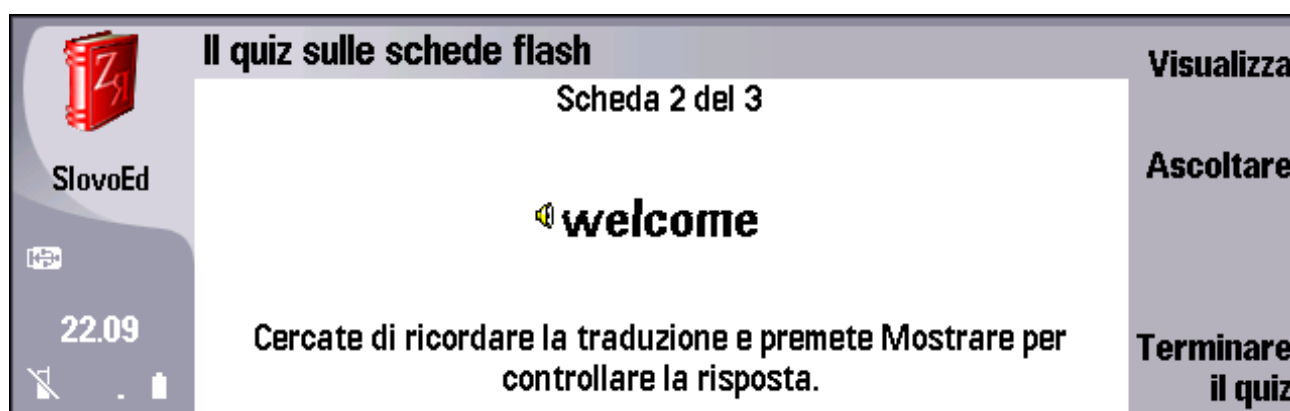 Il quiz sulle schede flash
Scheda 2 del 3
welcome
Cercate di ricordare la traduzione e premete Mostrare per
controllare la risposta.
Zя
SlovoEd
22.09
Visualizza
Ascoltare
Terminare
il quiz